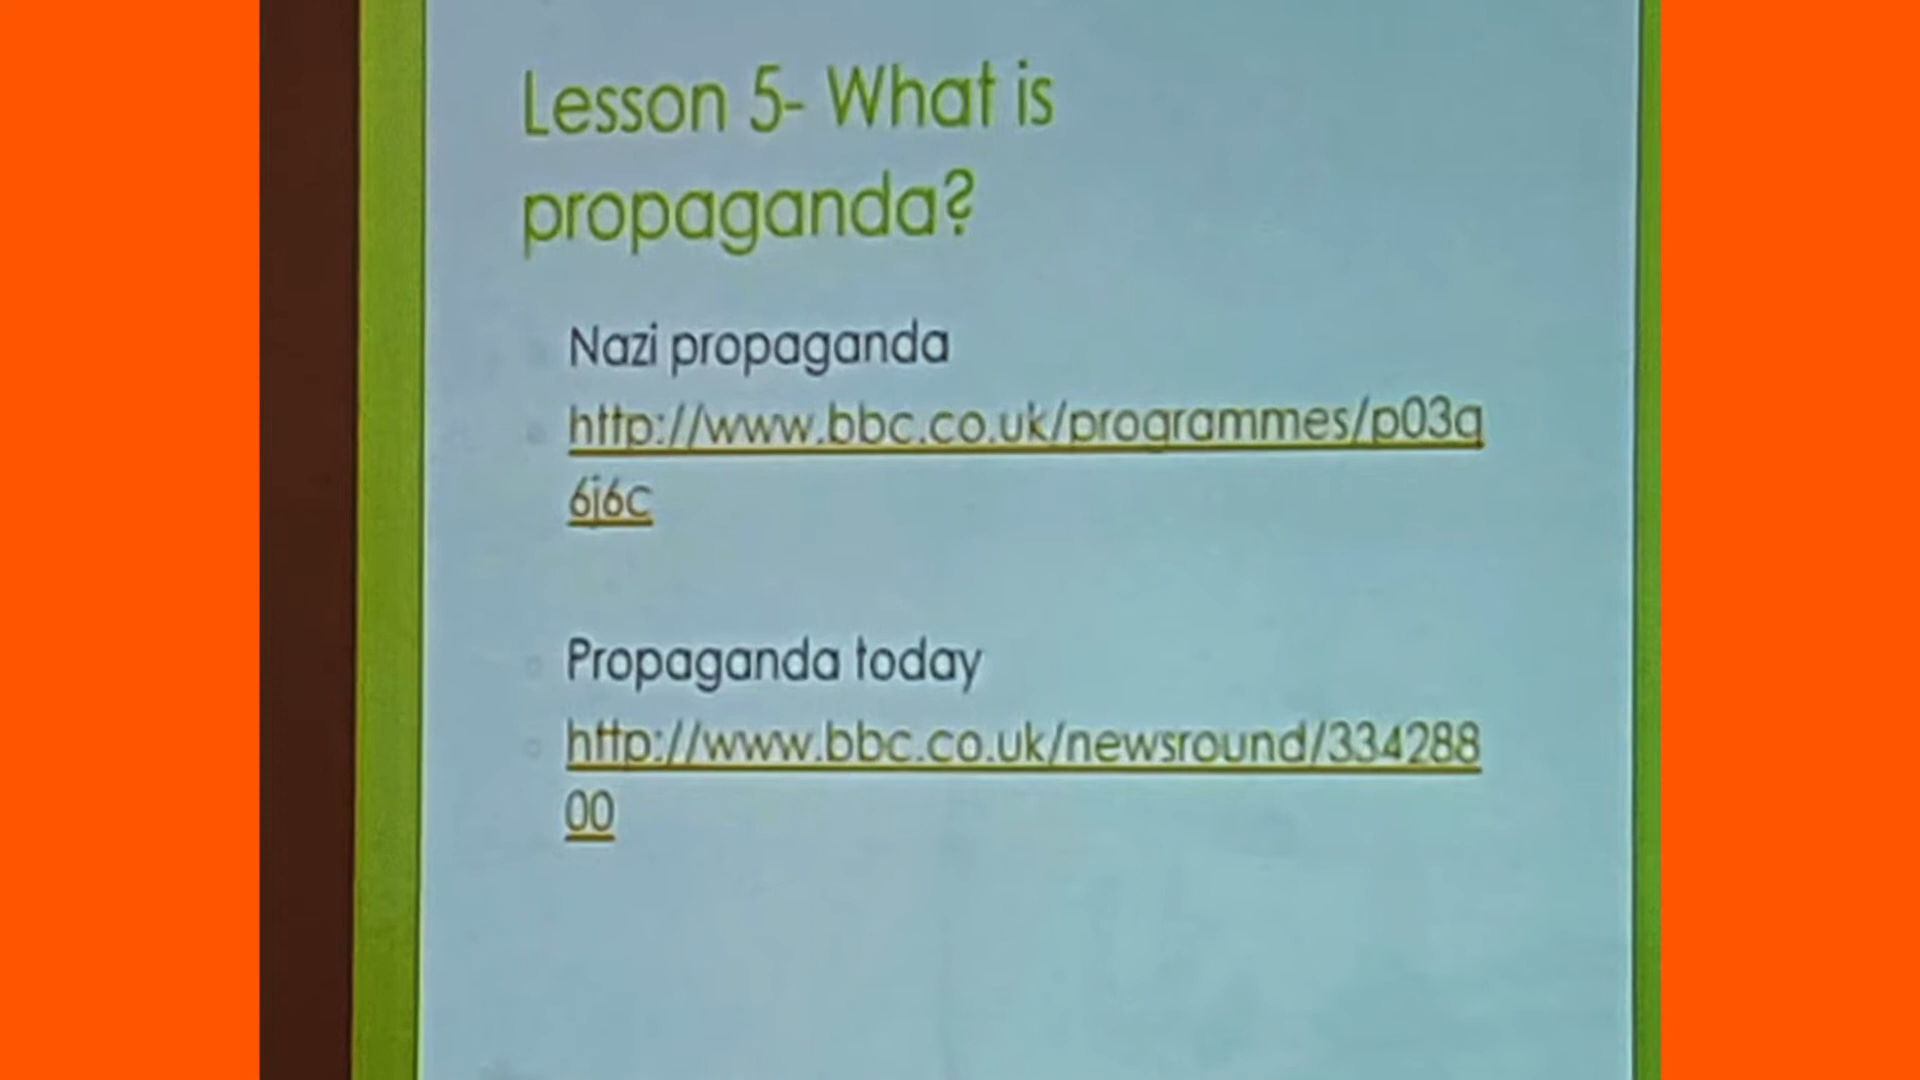 Lesson 5- What is
propaganda?
Nazi propaganda
http://www.bbc.co.uk/programmes/p03q
6j6c
Propaganda today
http://www.bbc.co.uk/newsround/334288
00